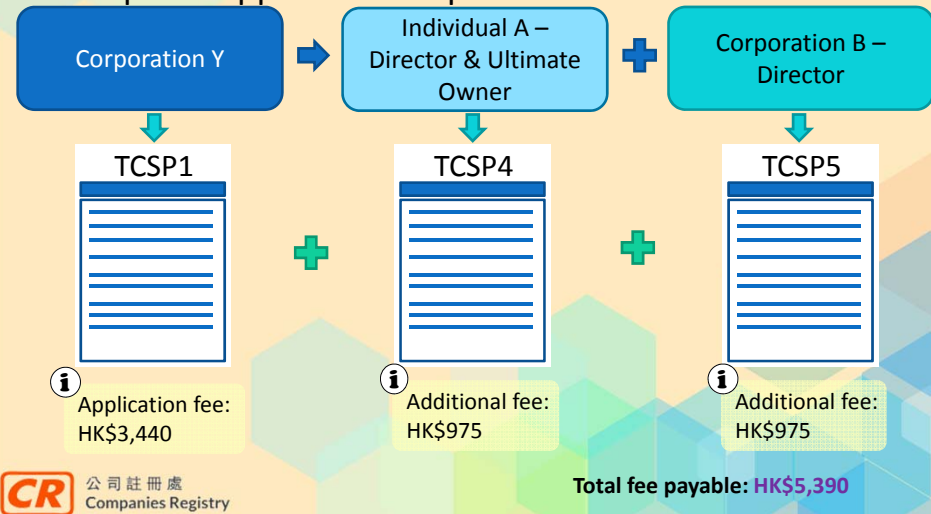 Corporation Y
Individual A –
Director & Ultimate
Owner
Corporation B –
Director
TCSP1
TCSP4
TCSP5
i
Application fee:
HK$3,440
i
Additional fee:
HK$975
i
Additional fee:
HK$975
CR
公司註冊處
Companies Registry
Total fee payable: HK$5,390